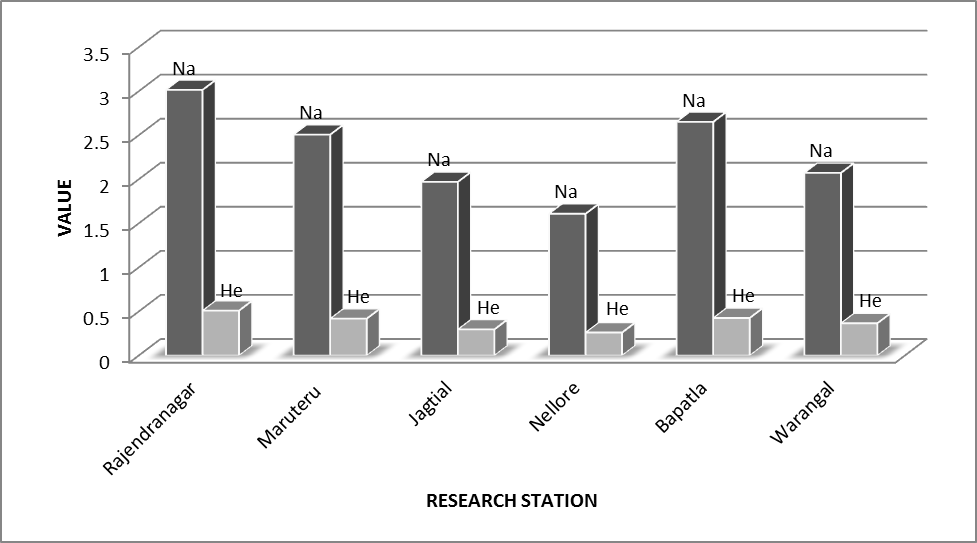 3.5
3
2.5
2
1.5
1
0.5
0
VALUE
Na
He
Na
He
Na
He
Na
He
Na
He
Na
He
Rajendranagar
Maruteru
Jagtial
Nellore
Bapatla
Warangal
RESEARCH STATION